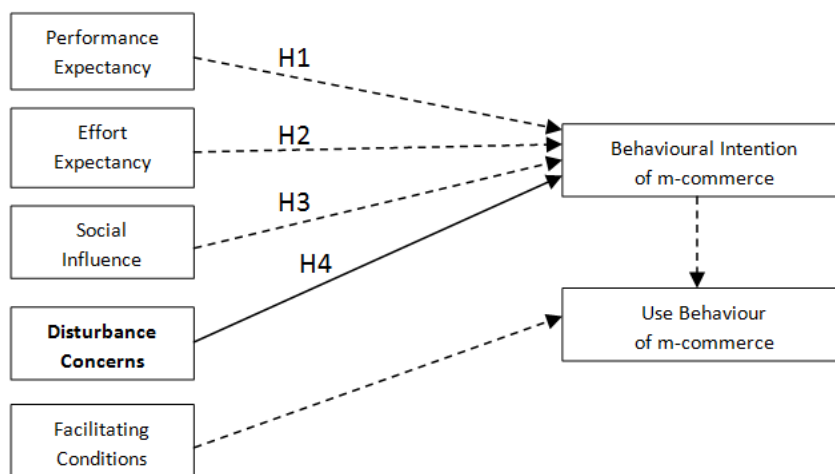 Performance
Expectancy
H1
Effort
Expectancy
H2
Behavioural Intention
of m-commerce
Social
Influence
H3
H4
Disturbance
Concerns
Use Behaviour
of m-commerce
Facilitating
Conditions